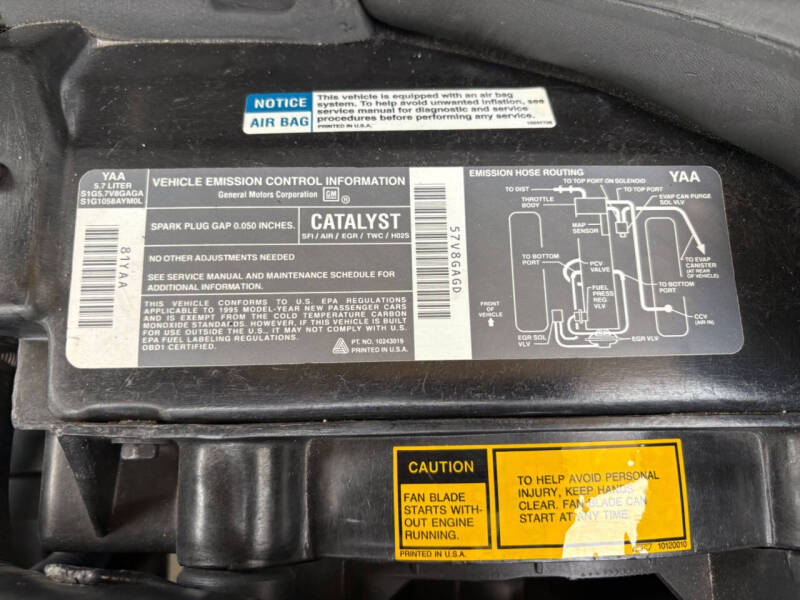 NOTICE
AIR BAG
This vehicle is equipped with an air bag
system. To help avoid unwanted inflation, see
service manual for diagnostic and service
procedures before performing any service.
PRINTED IN U.S.A.
YAA
5.7 LITER
S1G5.7V8GAGA
S1G1058AYM0L
81YAA
VEHICLE EMISSION CONTROL INFORMATION
General Motors Corporation GM ®
SPARK PLUG GAP 0.050 INCHES.
CATALYST
SFI / AIR / EGR / TWC / HO2S
NO OTHER ADJUSTMENTS NEEDED
SEE SERVICE MANUAL AND MAINTENANCE SCHEDULE FOR
ADDITIONAL INFORMATION.
THIS VEHICLE CONFORMS TO U.S. EPA REGULATIONS
APPLICABLE TO 1995 MODEL-YEAR NEW PASSENGER CARS
AND IS EXEMPT FROM THE COLD TEMPERATURE CARBON
MONOXIDE STANDARDS. HOWEVER, IF THIS VEHICLE IS BUILT
FOR USE OUTSIDE THE U.S., IT MAY NOT COMPLY WITH U.S.
EPA FUEL LABELING REGULATIONS.
OBD1 CERTIFIED.
PT. NO. 10243019
PRINTED IN U.S.A.
57V8GAGD
EMISSION HOSE ROUTING
YAA
TO TOP PORT ON SOLENOID
TO DIST
TO TOP PORT
THROTTLE
BODY
EVAP CAN PURGE
SOL VLV
MAP
SENSOR
TO BOTTOM
PORT
PCV
VALVE
TO EVAP
CANISTER
(AT REAR
OF VEHICLE)
FUEL
PRESS
REG
VLV
TO BOTTOM
PORT
FRONT
OF
VEHICLE
CCV
(AIR IN)
EGR SOL
VLV
EGR VLV
CAUTION
FAN BLADE
STARTS WITH-
OUT ENGINE
RUNNING.
PRINTED IN U.S.A.
TO HELP AVOID PERSONAL
INJURY, KEEP HANDS
CLEAR. FAN BLADE CAN
START AT ANY TIME.
10120010